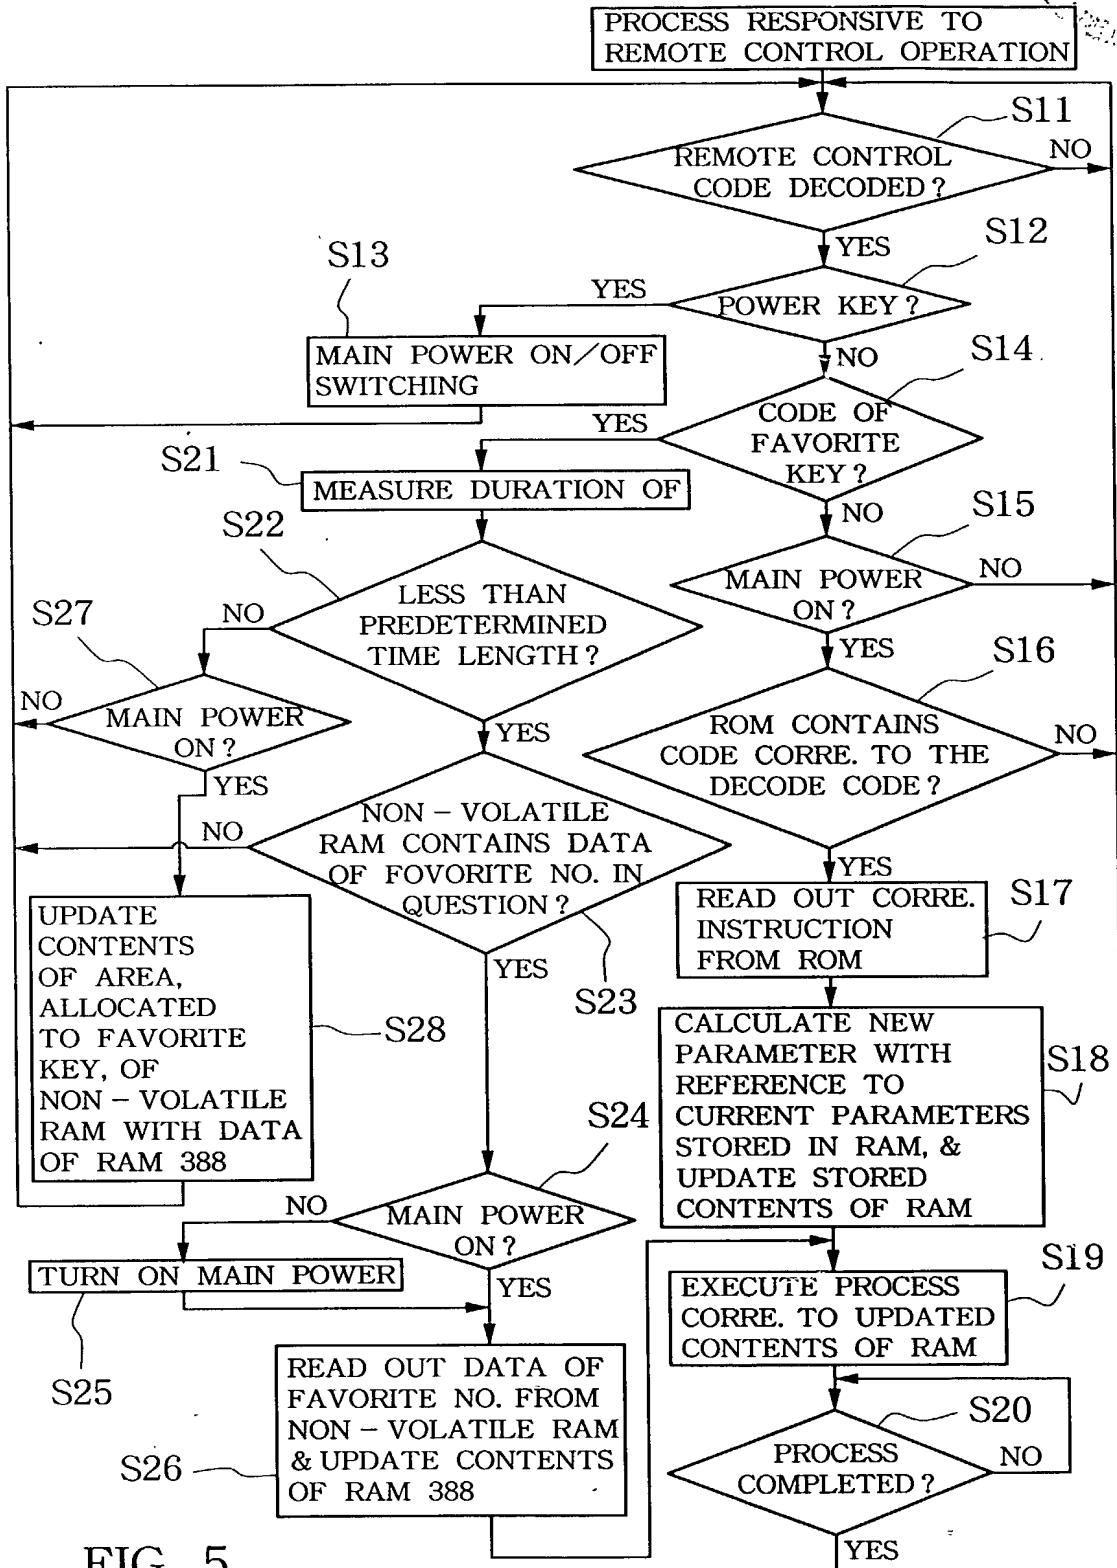 PROCESS RESPONSIVE TO
REMOTE CONTROL OPERATION
S11
REMOTE CONTROL
CODE DECODED?
NO
YES
S12
S13
YES
POWER KEY?
MAIN POWER ON/OFF
SWITCHING
NO
S14
YES
CODE OF
FAVORITE
KEY?
S21
MEASURE DURATION OF
NO
S15
S22
MAIN POWER
ON?
NO
LESS THAN
PREDETERMINED
TIME LENGTH?
NO
S27
YES
S16
NO
MAIN POWER
ON?
YES
ROM CONTAINS
CODE CORRE. TO THE
DECODE CODE?
NO
YES
NON-VOLATILE
RAM CONTAINS DATA
OF FOVORITE NO. IN
QUESTION?
NO
YES
READ OUT CORRE.
INSTRUCTION
FROM ROM
S17
UPDATE
CONTENTS
OF AREA,
ALLOCATED
TO FAVORITE
KEY, OF
NON-VOLATILE
RAM WITH DATA
OF RAM 388
YES
S23
S28
CALCULATE NEW
PARAMETER WITH
REFERENCE TO
CURRENT PARAMETERS
STORED IN RAM, &
UPDATE STORED
CONTENTS OF RAM
S18
S24
NO
MAIN POWER
ON?
TURN ON MAIN POWER
YES
S19
EXECUTE PROCESS
CORRE. TO UPDATED
CONTENTS OF RAM
S25
READ OUT DATA OF
FAVORITE NO. FROM
NON-VOLATILE RAM
& UPDATE CONTENTS
OF RAM 388
S26
S20
PROCESS
COMPLETED?
NO
YES
FIG. 5